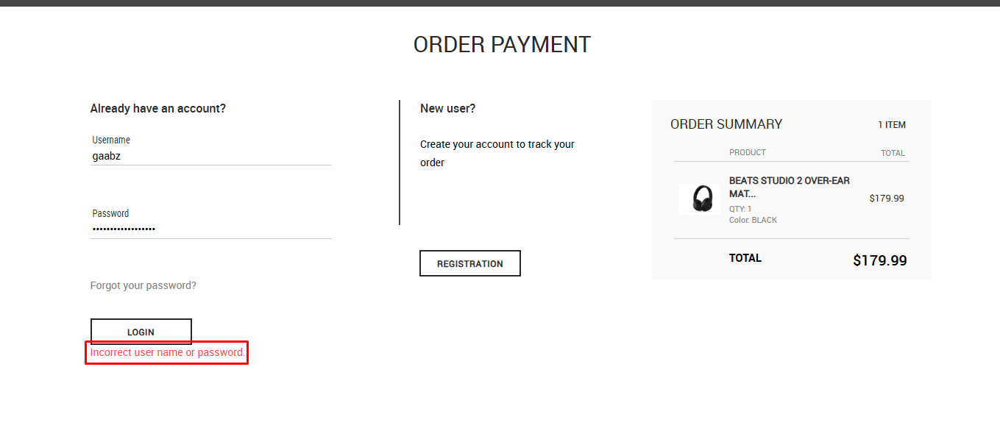 ORDER PAYMENT
Already have an account?
Username
gaabz
Password
••••••••••••••••••
Forgot your password?
LOGIN
Incorrect user name or password.
New user?
Create your account to track your
order
REGISTRATION
ORDER SUMMARY 1 ITEM
PRODUCT TOTAL
BEATS STUDIO 2 OVER-EAR
MAT...
$179.99
QTY: 1
Color: BLACK
TOTAL $179.99